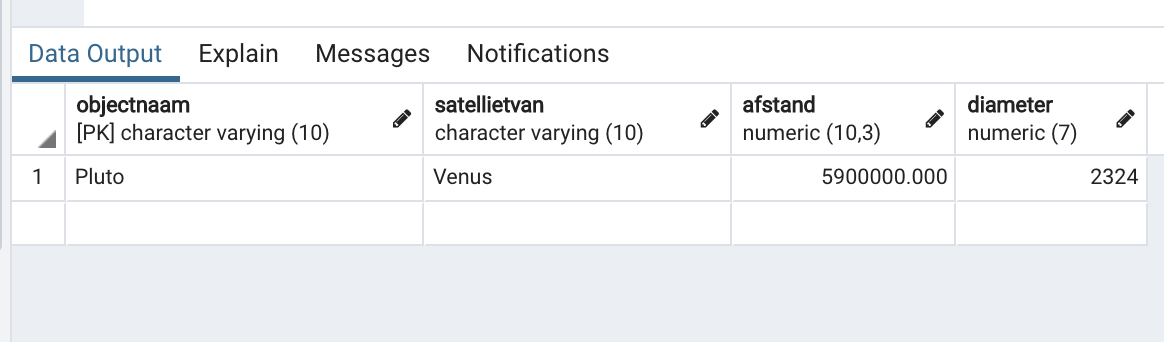 Data Output Explain Messages Notifications
objectnaam satellietvan afstand diameter
[PK] character varying (10) character varying (10) numeric (10,3) numeric (7)
1 Pluto Venus 5900000.000 2324